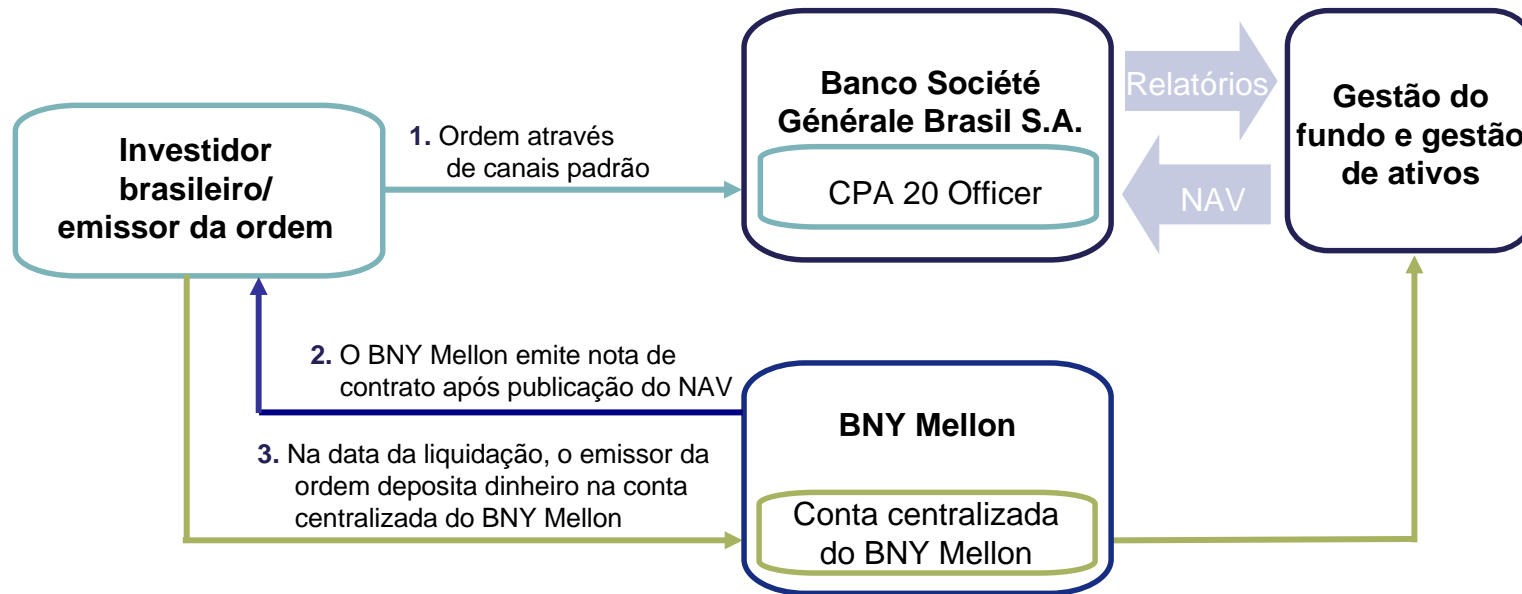 Investidor
brasileiro/
emissor da ordem
1. Ordem através
de canais padrão
Banco Société
Générale Brasil S.A.
CPA 20 Officer
Relatórios
NAV
Gestão do
fundo e gestão
de ativos
2. O BNY Mellon emite nota de
contrato após publicação do NAV
3. Na data da liquidação, o emissor da
ordem deposita dinheiro na conta
centralizada do BNY Mellon
BNY Mellon
Conta centralizada
do BNY Mellon